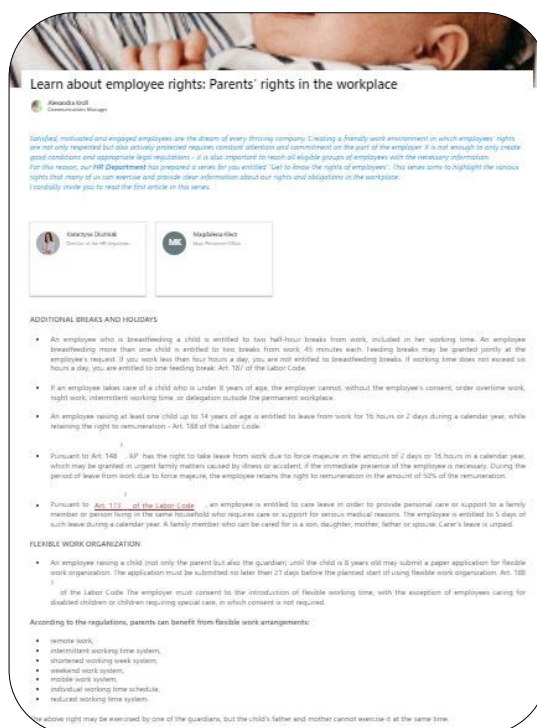 Learn about employee rights: Parents' rights in the workplace
Alexandra Kroll
Communications Manager
Satisfied, motivated and engaged employees are the dream of every thriving company. Creating a friendly work environment in which employees' rights
are not only respected but also actively protected requires constant attention and commitment on the part of the employer. It is not enough to only create
good conditions and appropriate legal regulations - it is also important to reach all eligible groups of employees with the necessary information.
For this reason, our HR Department has prepared a series for you entitled "Get to know the rights of employees". This series aims to highlight the various
rights that many of us can exercise and provide clear information about our rights and obligations in the workplace.
I cordially invite you to read the first article in this series.
Katarzyna Dłużniak
Director of the HR department
MK
Magdalena Klecz
Main Personnel Officer
ADDITIONAL BREAKS AND HOLIDAYS
• An employee who is breastfeeding a child is entitled to two half-hour breaks from work, included in her working time. An employee
breastfeeding more than one child is entitled to two breaks from work, 45 minutes each. Feeding breaks may be granted jointly at the
employee's request. If you work less than four hours a day, you are not entitled to breastfeeding breaks. If working time does not exceed six
hours a day, you are entitled to one feeding break. Art. 187 of the Labor Code.
• If an employee takes care of a child who is under 8 years of age, the employer cannot, without the employee's consent, order overtime work,
night work, intermittent working time, or delegation outside the permanent workplace.
• An employee raising at least one child up to 14 years of age is entitled to leave from work for 16 hours or 2 days during a calendar year, while
retaining the right to remuneration - Art. 188 of the Labor Code.
• Pursuant to Art. 148 . KP has the right to take leave from work due to force majeure in the amount of 2 days or 16 hours in a calendar year,
which may be granted in urgent family matters caused by illness or accident, if the immediate presence of the employee is necessary. During the
period of leave from work due to force majeure, the employee retains the right to remuneration in the amount of 50% of the remuneration.
• Pursuant to Art. 173 of the Labor Code , an employee is entitled to care leave in order to provide personal care or support to a family
member or person living in the same household who requires care or support for serious medical reasons. The employee is entitled to 5 days of
such leave during a calendar year. A family member who can be cared for is a son, daughter, mother, father or spouse. Carer's leave is unpaid.
FLEXIBLE WORK ORGANIZATION
• An employee raising a child (not only the parent but also the guardian) until the child is 8 years old may submit a paper application for flexible
work organization. The application must be submitted no later than 21 days before the planned start of using flexible work organization. Art. 188
of the Labor Code The employer must consent to the introduction of flexible working time, with the exception of employees caring for
disabled children or children requiring special care, in which consent is not required.
According to the regulations, parents can benefit from flexible work arrangements:
• remote work,
• intermittent working time system,
• shortened working week system,
• weekend work system,
• mobile work system,
• individual working time schedule,
• reduced working time system.
The above right may be exercised by one of the guardians, but the child's father and mother cannot exercise it at the same time.